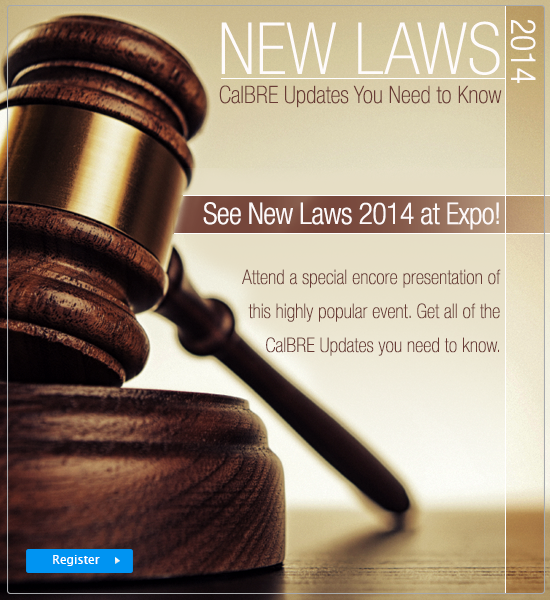 NEW LAWS
2014
CalBRE Updates You Need to Know
See New Laws 2014 at Expo!
Attend a special encore presentation of
this highly popular event. Get all of the
CalBRE Updates you need to know.
Register